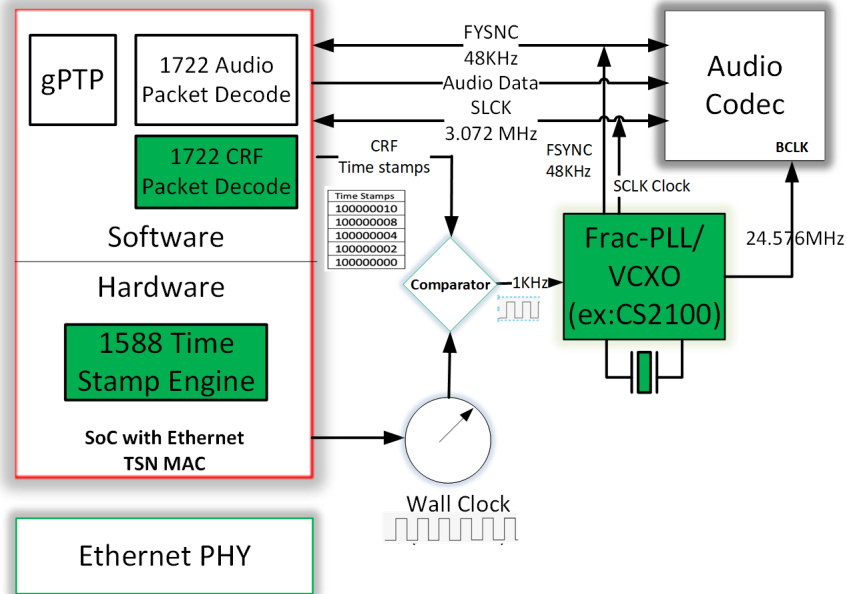 gPTP
1722 Audio
Packet Decode
1722 CRF
Packet Decode
Software
Hardware
1588 Time
Stamp Engine
SoC with Ethernet
TSN MAC
Ethernet PHY
FYSNC
48KHz
Audio Data
SLCK
3.072 MHz
CRF
Time stamps
Time Stamps
100000010
100000008
100000004
100000002
100000000
Comparator
1KHz
Wall Clock
FSYNC
48KHz
SCLK Clock
Frac-PLL/
VCXO
(ex:CS2100)
24.576MHz
Audio
Codec
BCLK